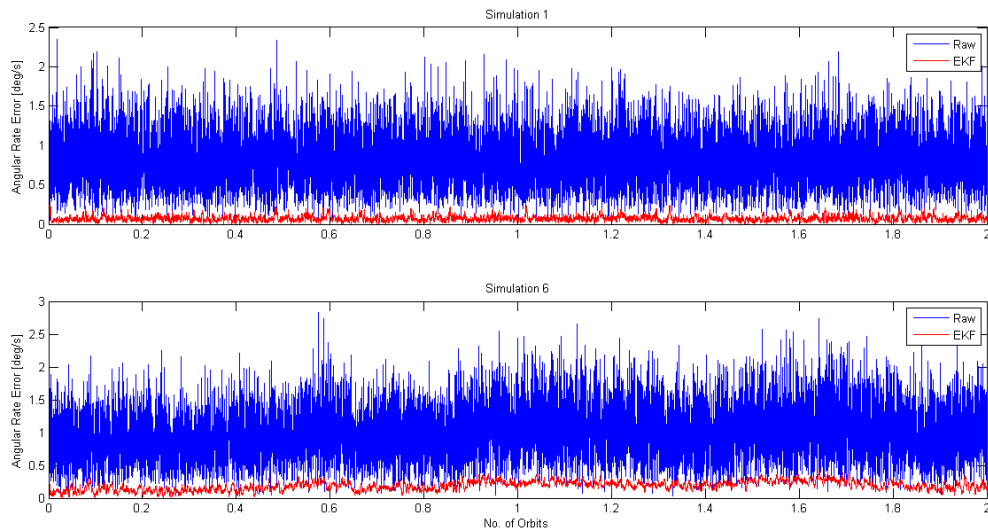 Simulation 1
Angular Rate Error [deg/s]
2.5
2
1.5
1
0.5
0
Raw
EKF
0 0.2 0.4 0.6 0.8 1 1.2 1.4 1.6 1.8 2
Simulation 6
Angular Rate Error [deg/s]
3
2.5
2
1.5
1
0.5
0
Raw
EKF
0 0.2 0.4 0.6 0.8 1 1.2 1.4 1.6 1.8 2
No. of Orbits